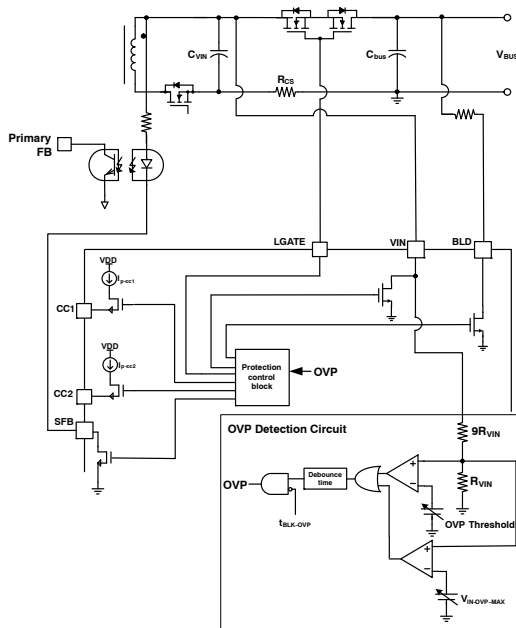 CVIN
Cbus
VBUS
RCS
Primary
FB
LGATE
VIN
BLD
VDD
Ip-cc1
CC1
VDD
Ip-cc2
CC2
SFB
Protection
control
block
OVP
OVP Detection Circuit
9RVIN
RVIN
OVP
Debounce
time
tBLK-OVP
OVP Threshold
VIN-OVP-MAX